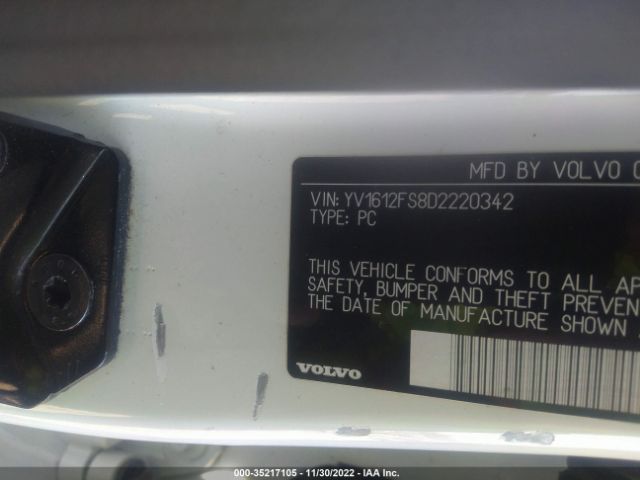 MFD BY VOLVO
VIN: YV1612FS8D2220342
TYPE: PC
THIS VEHICLE CONFORMS TO ALL
SAFETY, BUMPER AND THEFT
THE DATE OF MANUFACTURE SHOWN
VOLVO
000-35217105 - 11/30/2022 - IAA Inc.